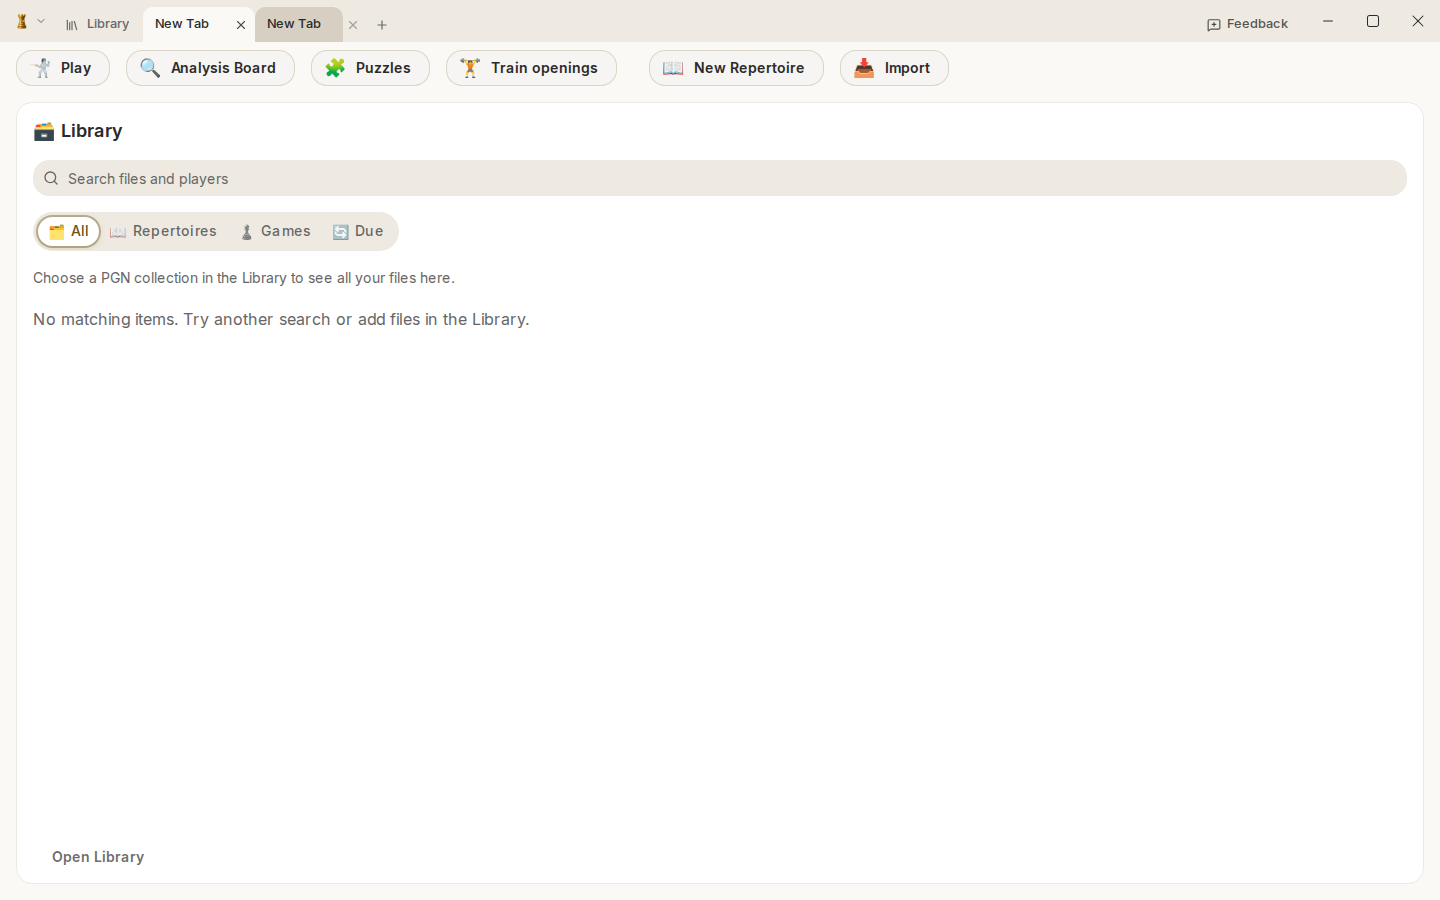 Library New Tab New Tab Feedback
Play Analysis Board Puzzles Train openings New Repertoire Import
Library
Search files and players
All Repertoires Games Due
Choose a PGN collection in the Library to see all your files here.
No matching items. Try another search or add files in the Library.
Open Library